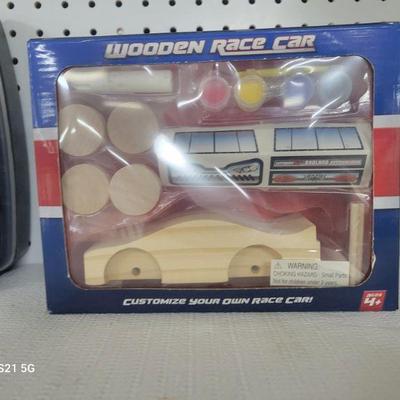 WOODEN RACE CAR
WARNING:
CHOKING HAZARD - Small Parts
Not for children under 3 years.
CUSTOMIZE YOUR OWN RACE CAR!
AGES
4+
S21 5G